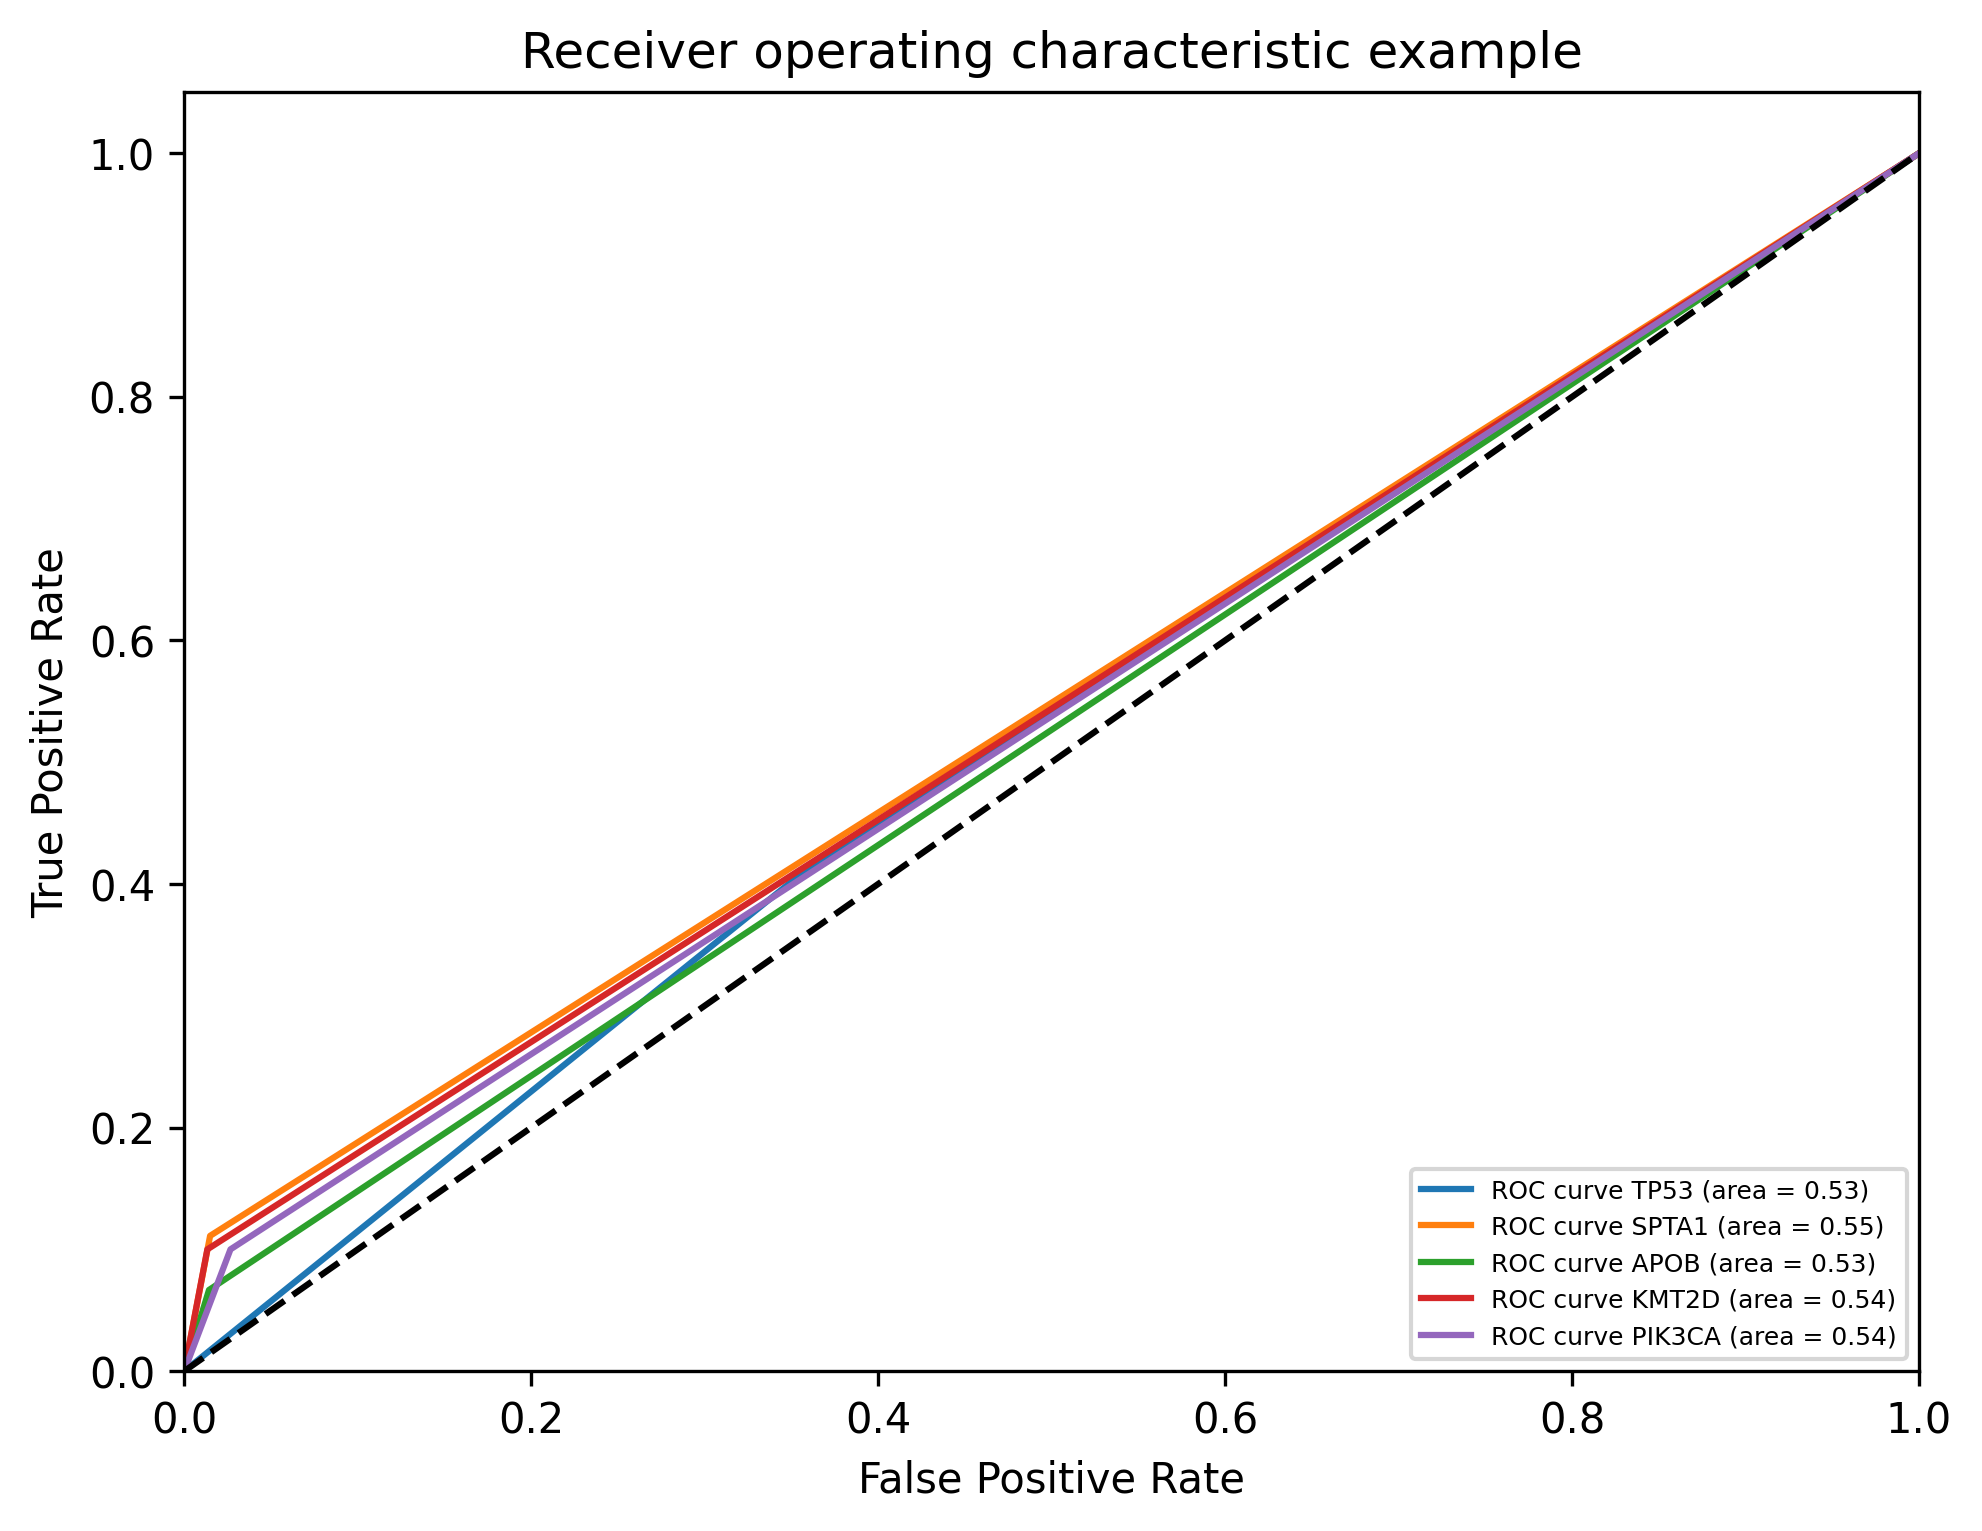 Receiver operating characteristic example
True Positive Rate
1.0
0.8
0.6
0.4
0.2
0.0
ROC curve TP53 (area = 0.53)
ROC curve SPTA1 (area = 0.55)
ROC curve APOB (area = 0.53)
ROC curve KMT2D (area = 0.54)
ROC curve PIK3CA (area = 0.54)
0.0 0.2 0.4 0.6 0.8 1.0
False Positive Rate